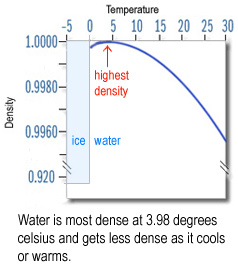 Temperature
-5 0 5 10 15 20 25 30
1.0000
highest
density
0.9980
Density
ice water
0.9960
0.920
Water is most dense at 3.98 degrees
celsius and gets less dense as it cools
or warms.